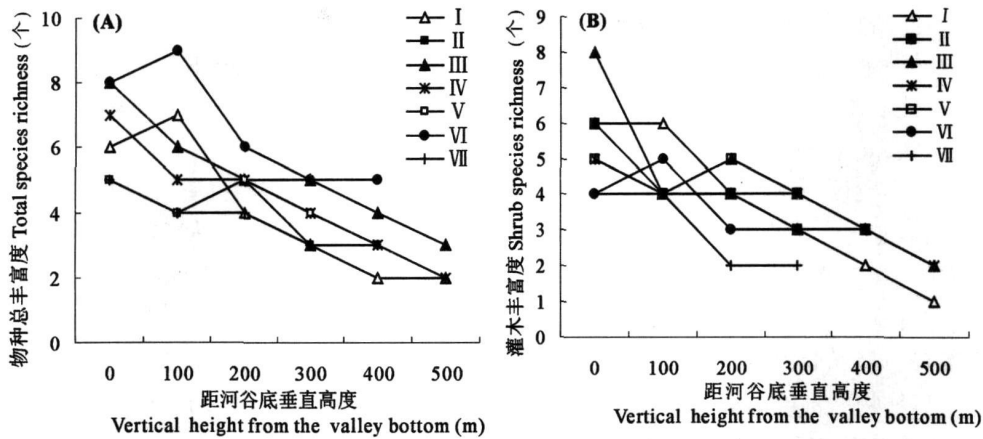 (A)
物种总丰富度 Total species richness (个)
10
8
6
4
2
0
0 100 200 300 400 500
距河谷底垂直高度
Vertical height from the valley bottom (m)
I
II
III
IV
V
VI
VII
(B)
灌木丰富度 Shrub species richness (个)
9
8
7
6
5
4
3
2
1
0
0 100 200 300 400 500
距河谷底垂直高度
Vertical height from the valley bottom (m)
I
II
III
IV
V
VI
VII